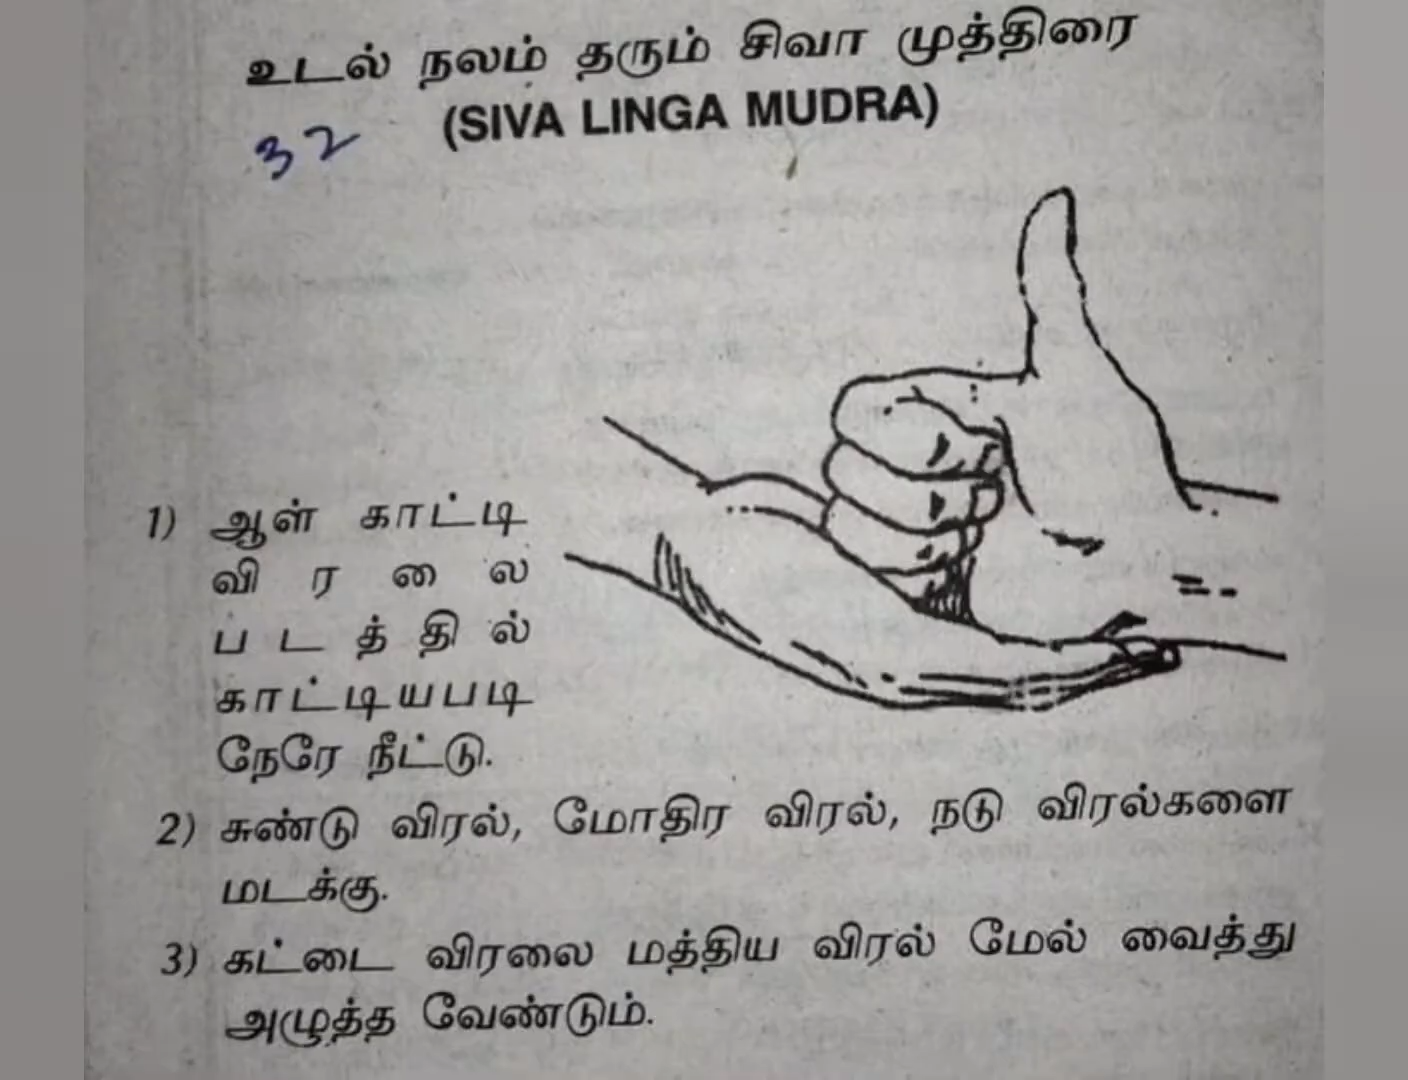 உடல் நலம் தரும் சிவா முத்திரை
(SIVA LINGA MUDRA)
32
1) ஆள் காட்டி
விரலை
படத்தில்
காட்டியபடி
நேரே நீட்டு.
2) சுண்டு விரல், மோதிர விரல், நடு விரல்களை
மடக்கு.
3) கட்டை விரலை மத்திய விரல் மேல் வைத்து
அழுத்த வேண்டும்.